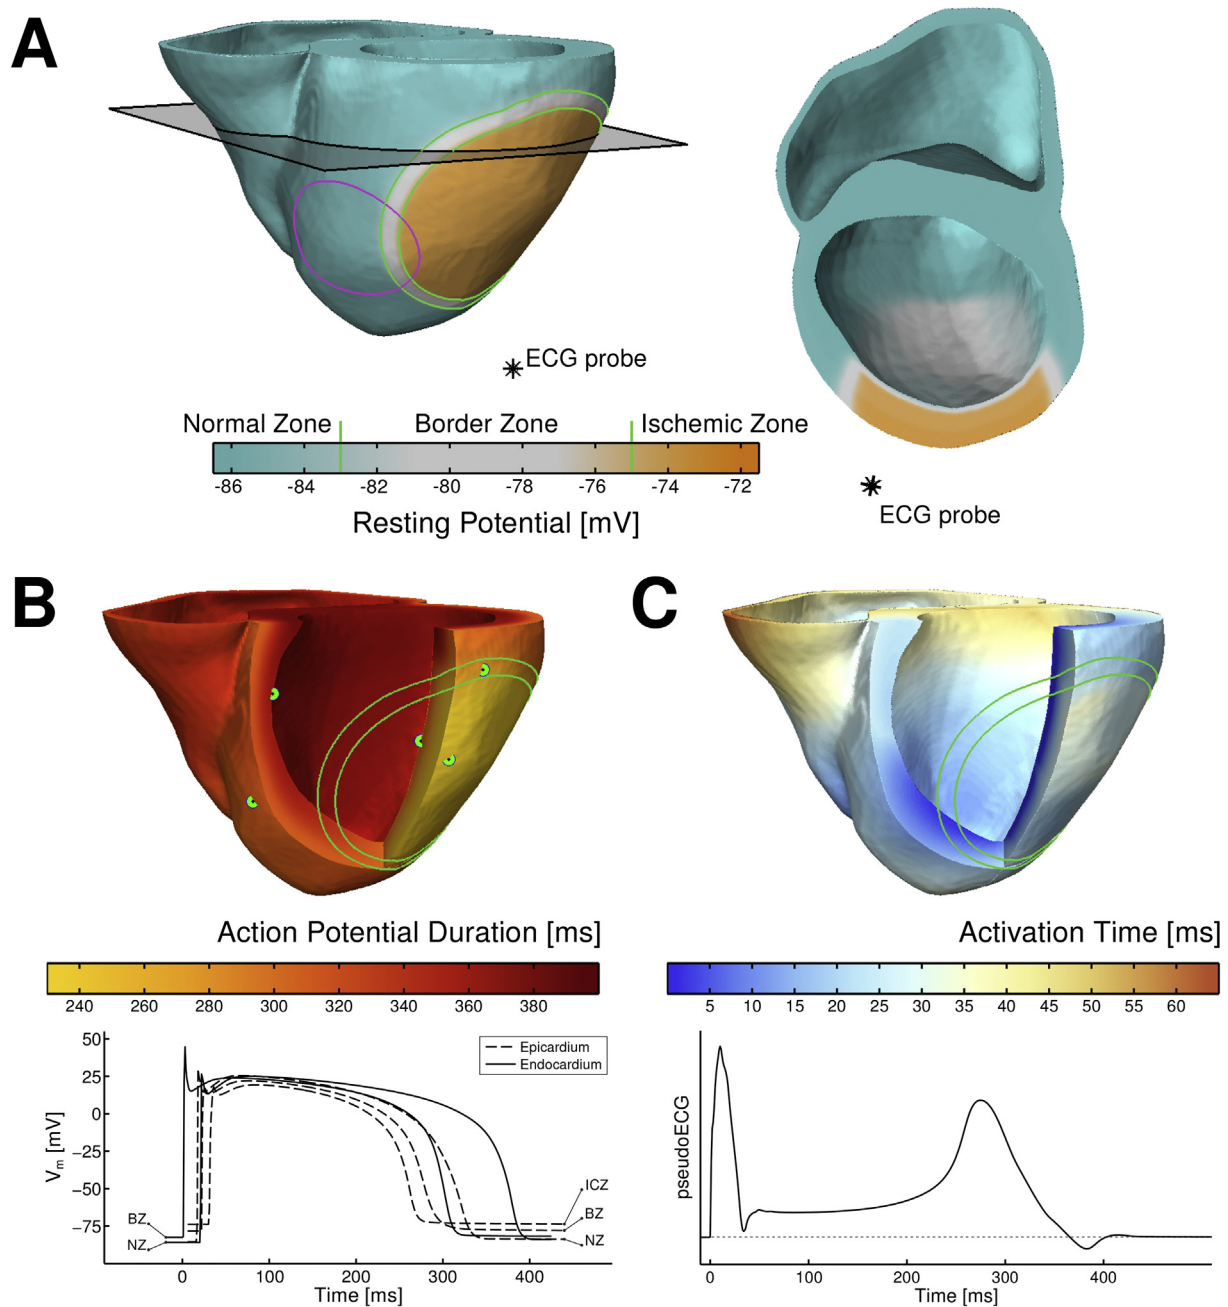 A
ECG probe
ECG probe
Normal Zone Border Zone Ischemic Zone
-86 -84 -82 -80 -78 -76 -74 -72
Resting Potential [mV]
B
Action Potential Duration [ms]
240 260 280 300 320 340 360 380
50
25
0
−25
−50
−75
Vm [mV]
Epicardium
Endocardium
BZ
NZ
ICZ
BZ
NZ
0 100 200 300 400
Time [ms]
C
Activation Time [ms]
5 10 15 20 25 30 35 40 45 50 55 60
pseudoECG
0 100 200 300 400
Time [ms]